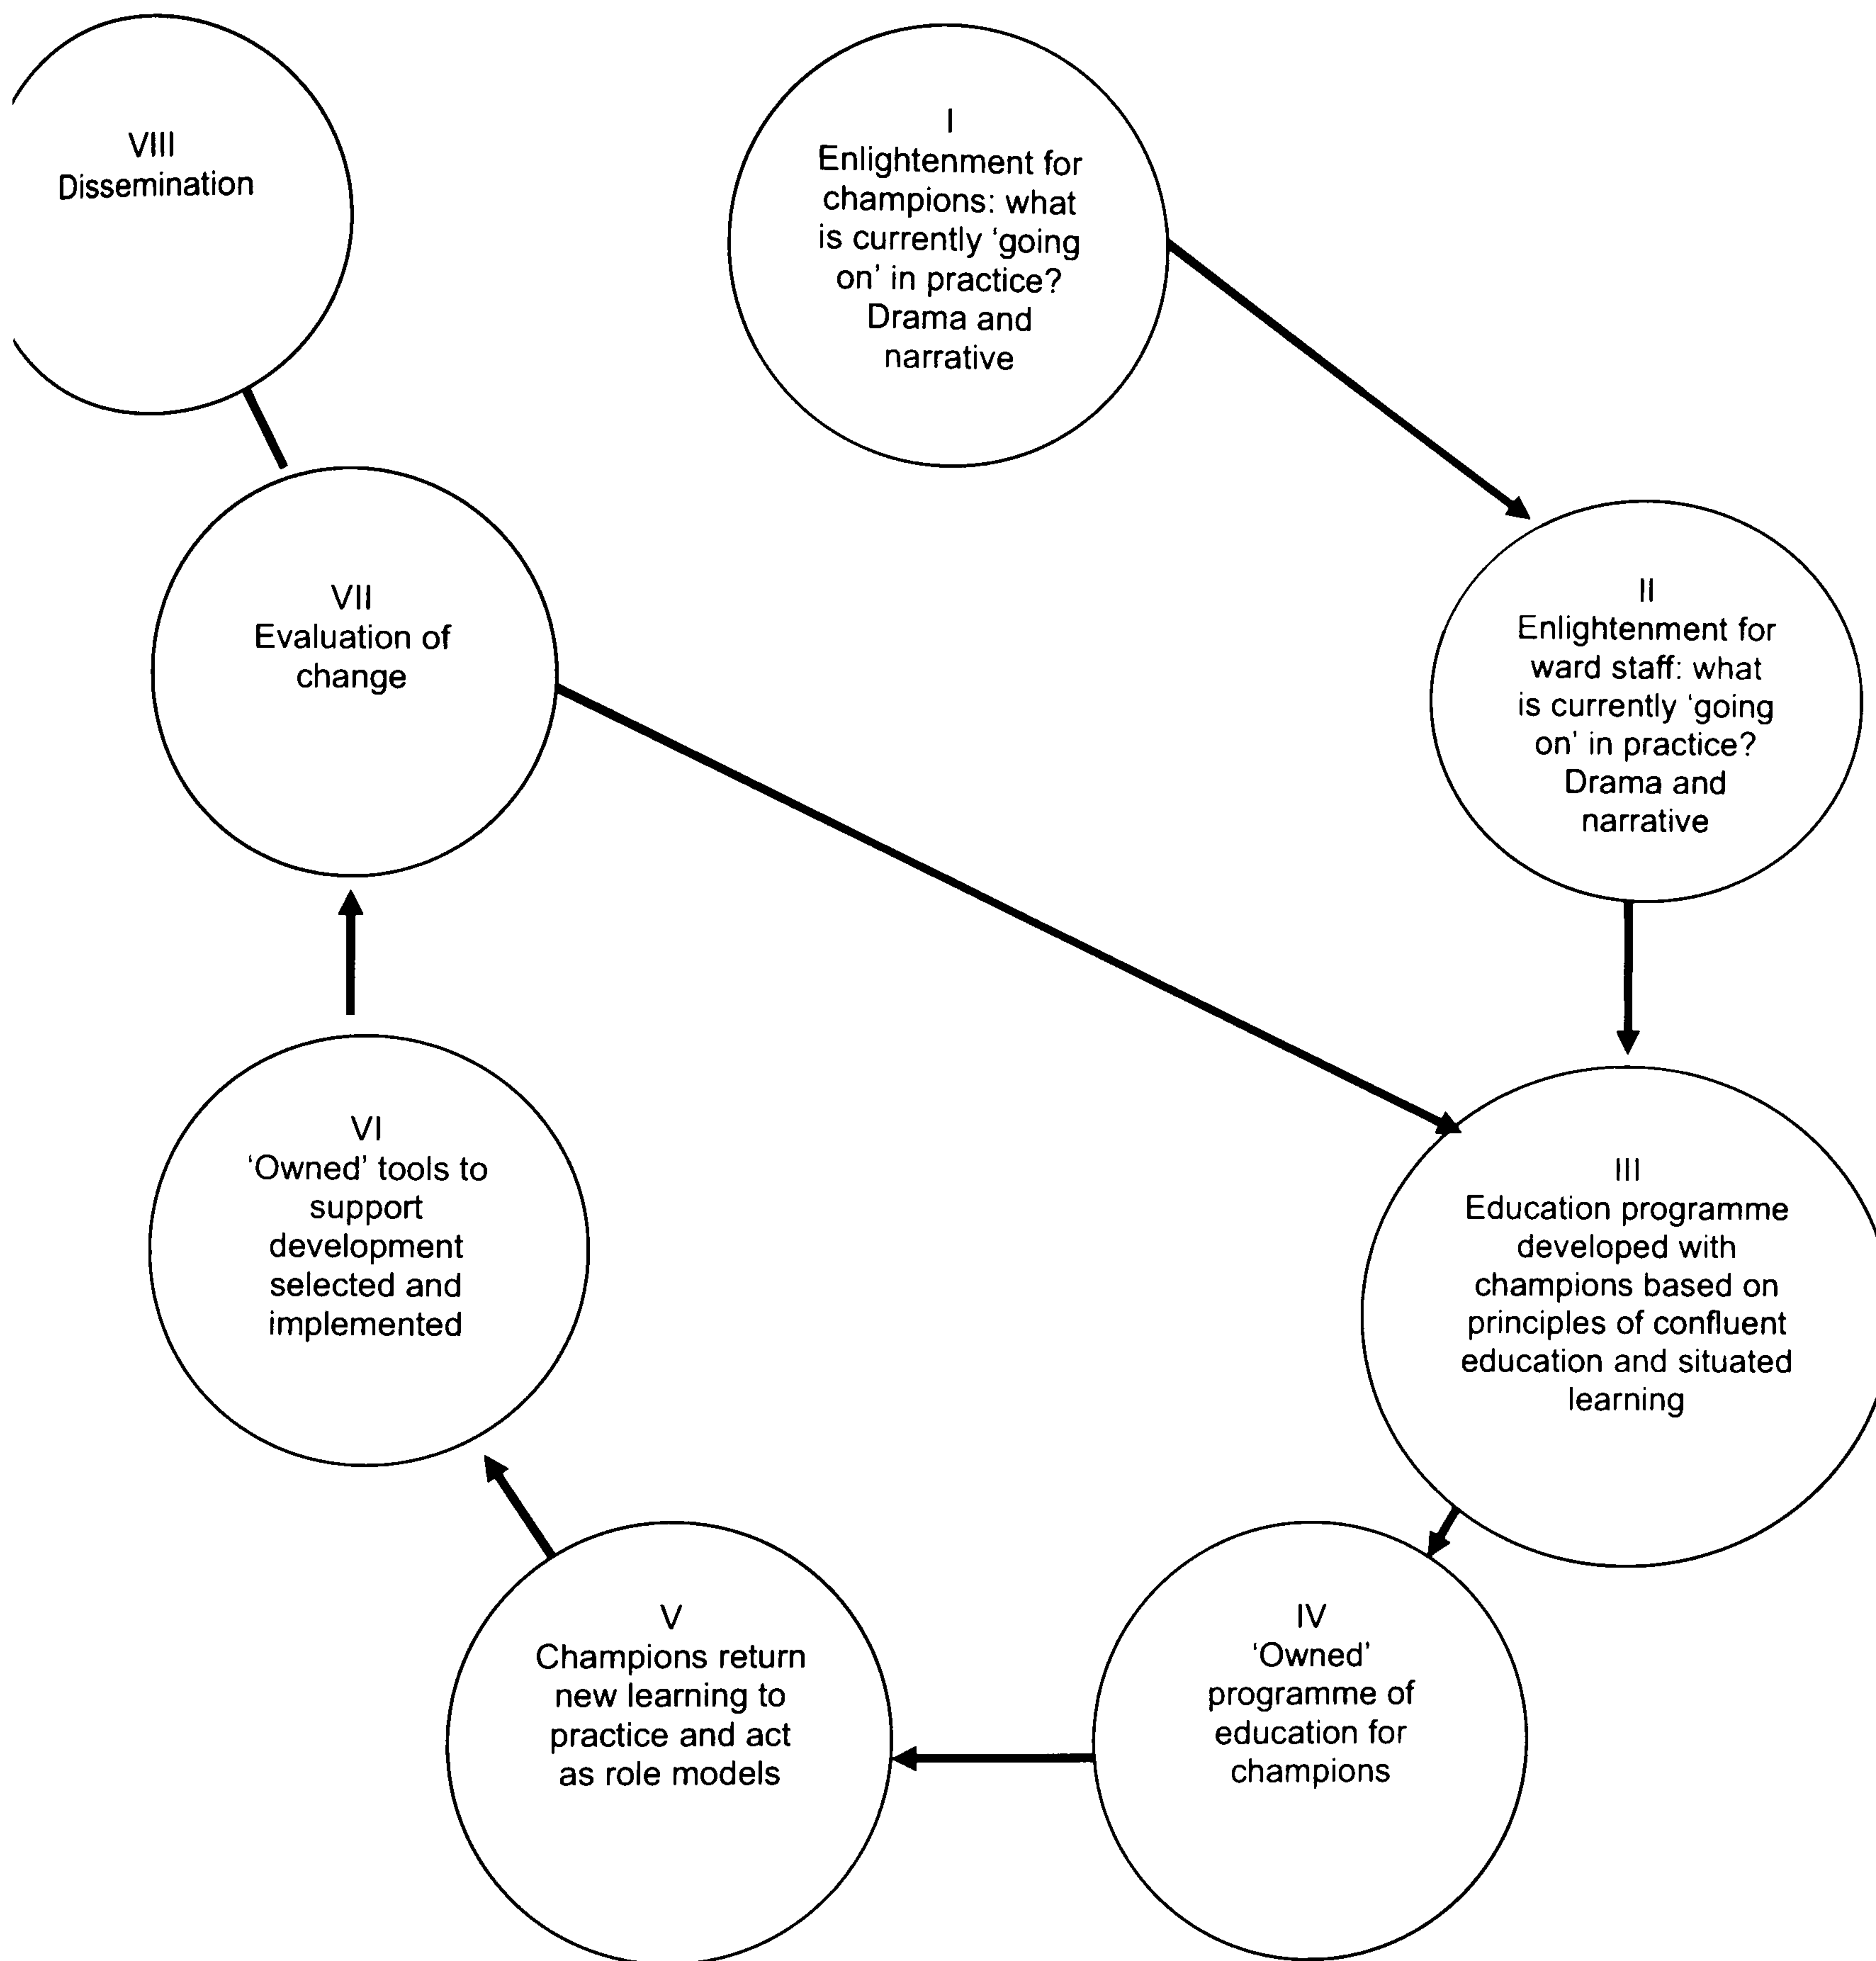 I
Enlightenment for
champions: what
is currently ‘going
on’ in practice?
Drama and
narrative
II
Enlightenment for
ward staff: what
is currently ‘going
on’ in practice?
Drama and
narrative
III
Education programme
developed with
champions based on
principles of confluent
education and situated
learning
IV
‘Owned’
programme of
education for
champions
V
Champions return
new learning to
practice and act
as role models
VI
‘Owned’ tools to
support
development
selected and
implemented
VII
Evaluation of
change
VIII
Dissemination